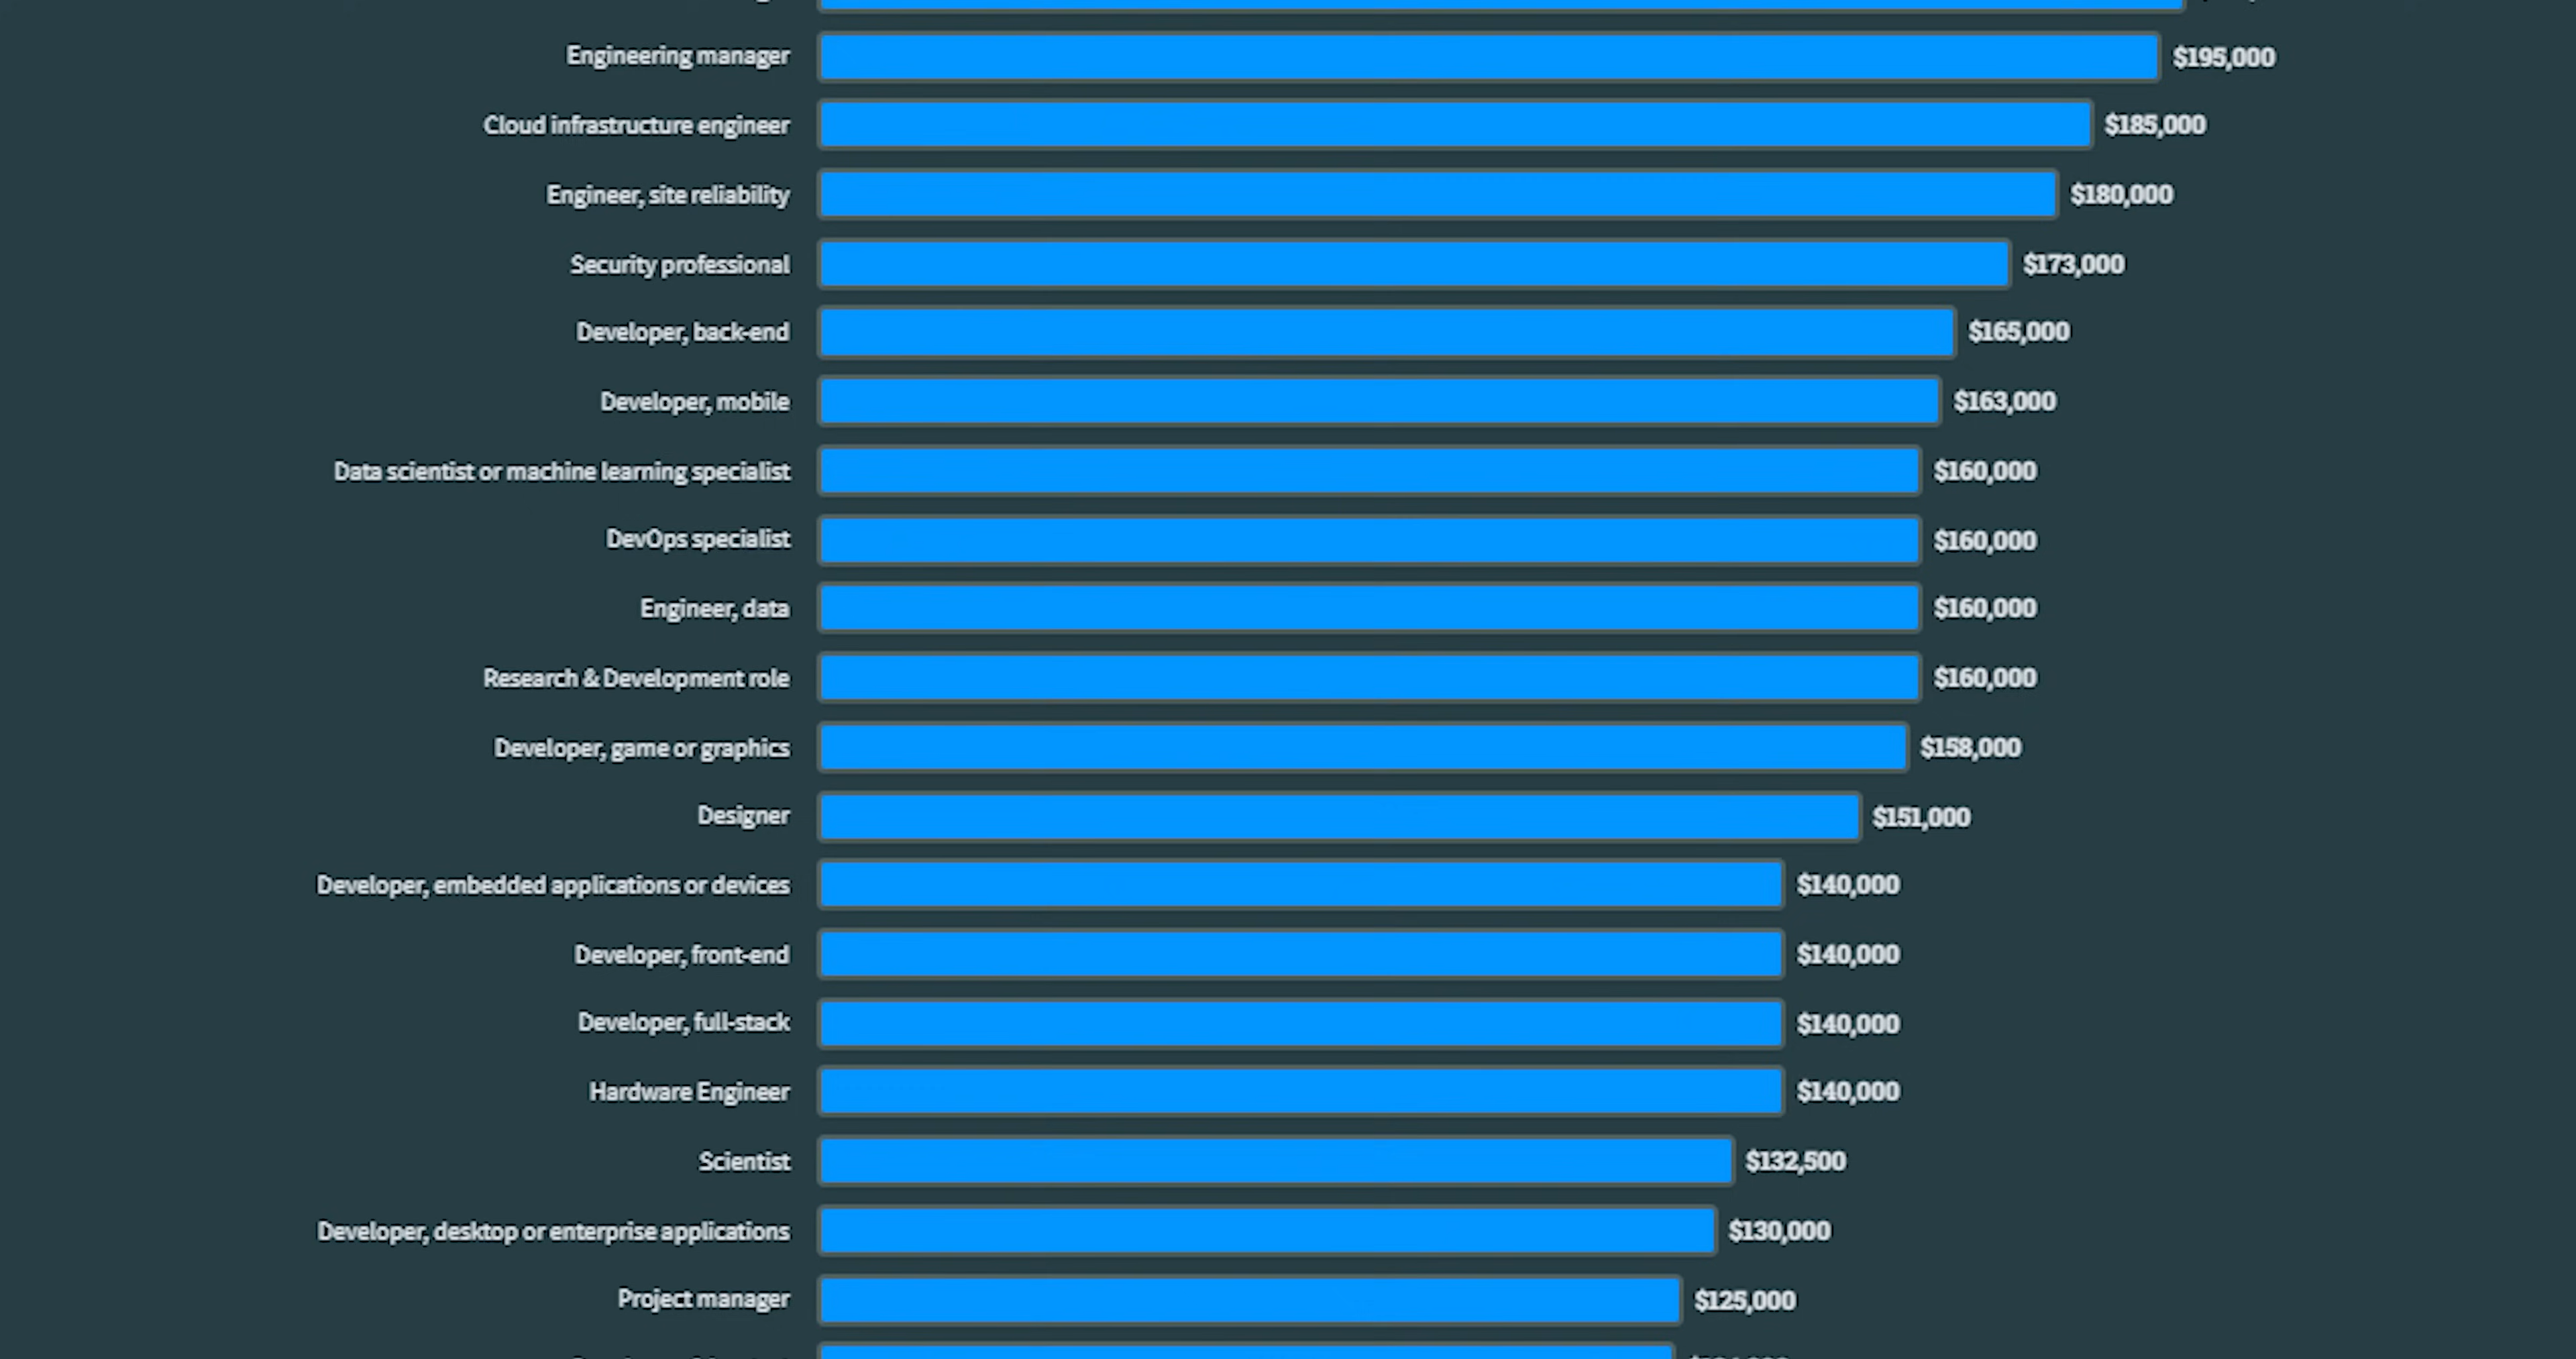 Engineering manager $195,000
Cloud infrastructure engineer $185,000
Engineer, site reliability $180,000
Security professional $173,000
Developer, back-end $165,000
Developer, mobile $163,000
Data scientist or machine learning specialist $160,000
DevOps specialist $160,000
Engineer, data $160,000
Research & Development role $160,000
Developer, game or graphics $158,000
Designer $151,000
Developer, embedded applications or devices $140,000
Developer, front-end $140,000
Developer, full-stack $140,000
Hardware Engineer $140,000
Scientist $132,500
Developer, desktop or enterprise applications $130,000
Project manager $125,000